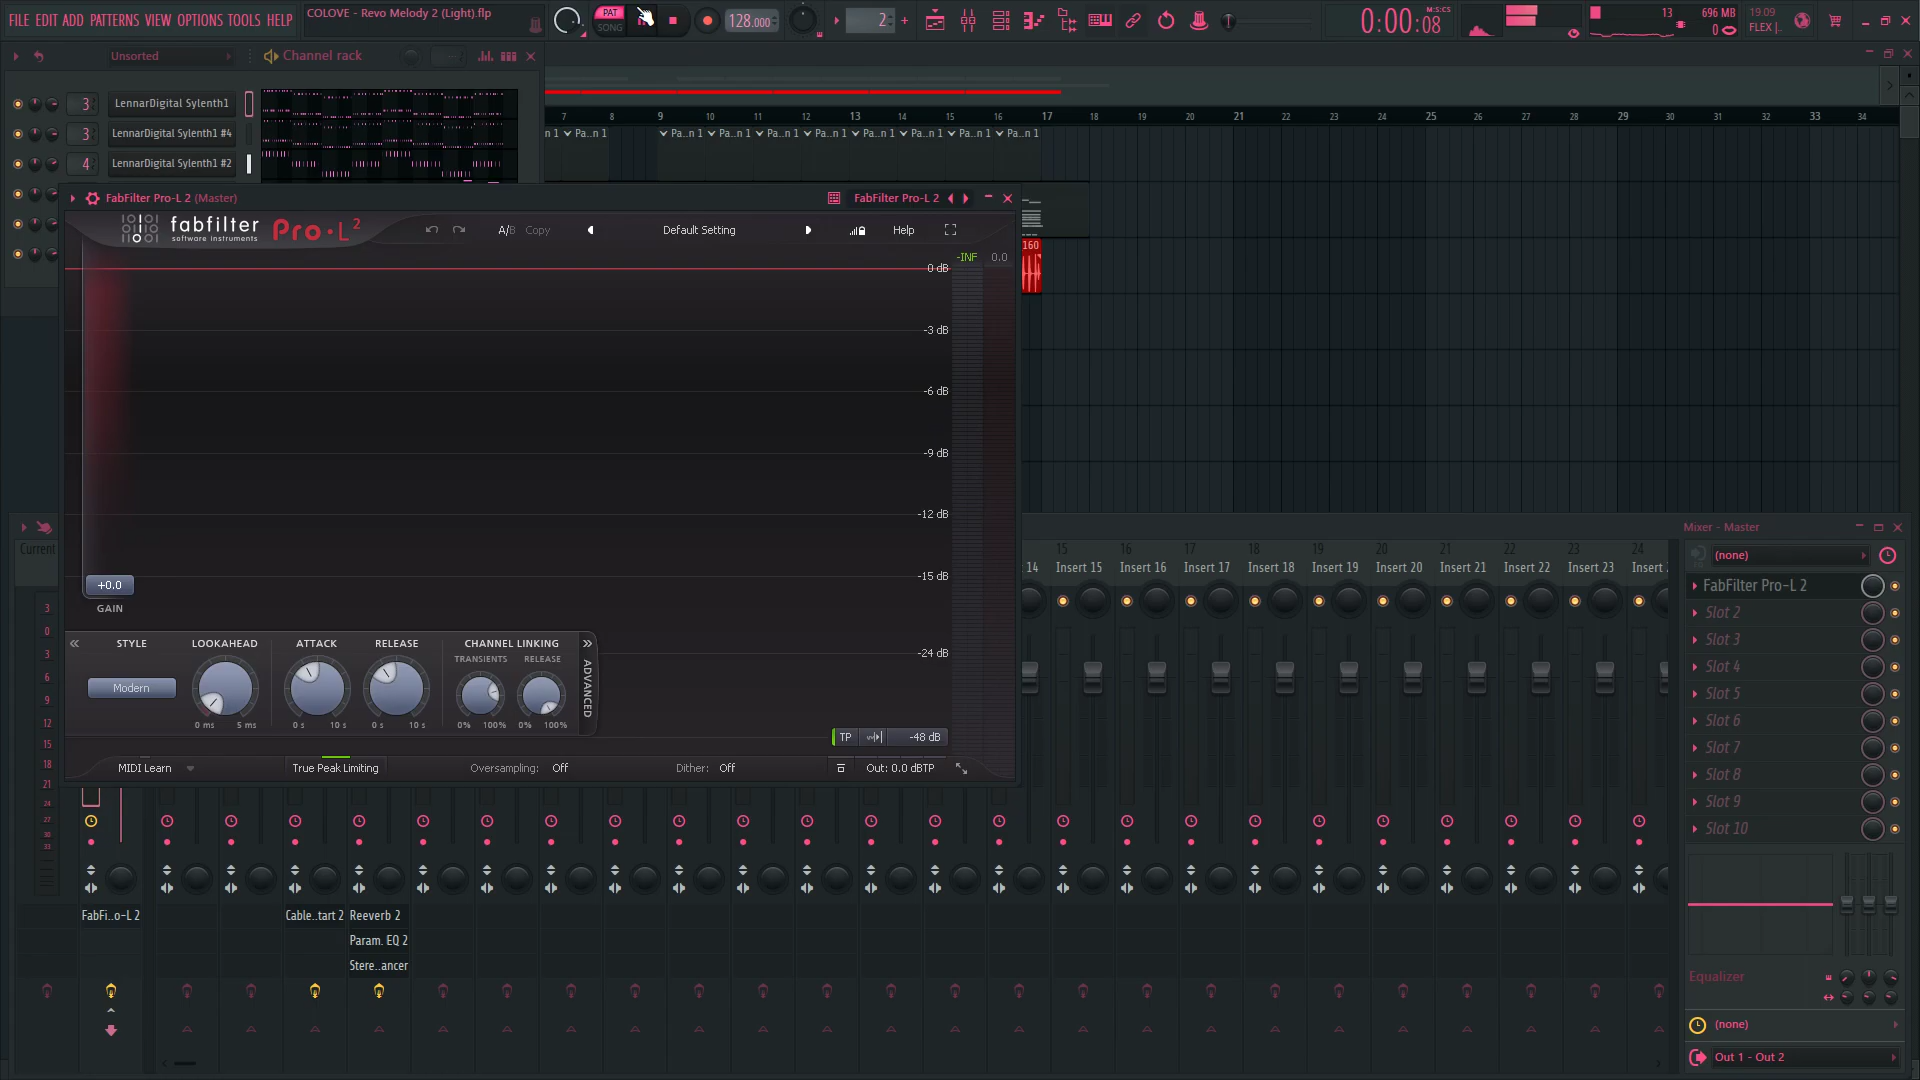 FILE EDIT ADD PATTERNS VIEW OPTIONS TOOLS HELP
COLOVE - Revo Melody 2 (Light).flp
PAT
SONG
128.000
2
0:00:08
M:S:CS
13
696 MB
0
19.09
FLEX |..
Unsorted
Channel rack
3 LennarDigital Sylenth1
3 LennarDigital Sylenth1 #4
4 LennarDigital Sylenth1 #2
7 8 9 10 11 12 13 14 15 16 17 18 19 20 21 22 23 24 25 26 27 28 29 30 31 32 33 34
n 1 Pa..n 1 Pa..n 1 Pa..n 1 Pa..n 1 Pa..n 1 Pa..n 1 Pa..n 1 Pa..n 1 Pa..n 1
160
FabFilter Pro-L 2 (Master)
FabFilter Pro-L 2
fabfilter
software instruments
Pro·L 2
A/B Copy
Default Setting
Help
-INF 0.0
0 dB
-3 dB
-6 dB
-9 dB
-12 dB
-15 dB
-24 dB
+0.0
GAIN
STYLE LOOKAHEAD ATTACK RELEASE CHANNEL LINKING
TRANSIENTS RELEASE
Modern
ADVANCED
0 ms 5 ms 0 s 10 s 0 s 10 s 0% 100% 0% 100%
TP -48 dB
MIDI Learn True Peak Limiting Oversampling: Off Dither: Off Out: 0.0 dBTP
Current
3
0
3
6
9
12
15
18
21
24
27
30
33
14 15 16 17 18 19 20 21 22 23 24
Insert 15 Insert 16 Insert 17 Insert 18 Insert 19 Insert 20 Insert 21 Insert 22 Insert 23 Insert 24
FabFi..o-L 2
Cable..tart 2
Reeverb 2
Param. EQ 2
Stere..ancer
Mixer - Master
(none)
FabFilter Pro-L 2
Slot 2
Slot 3
Slot 4
Slot 5
Slot 6
Slot 7
Slot 8
Slot 9
Slot 10
Equalizer
(none)
Out 1 - Out 2